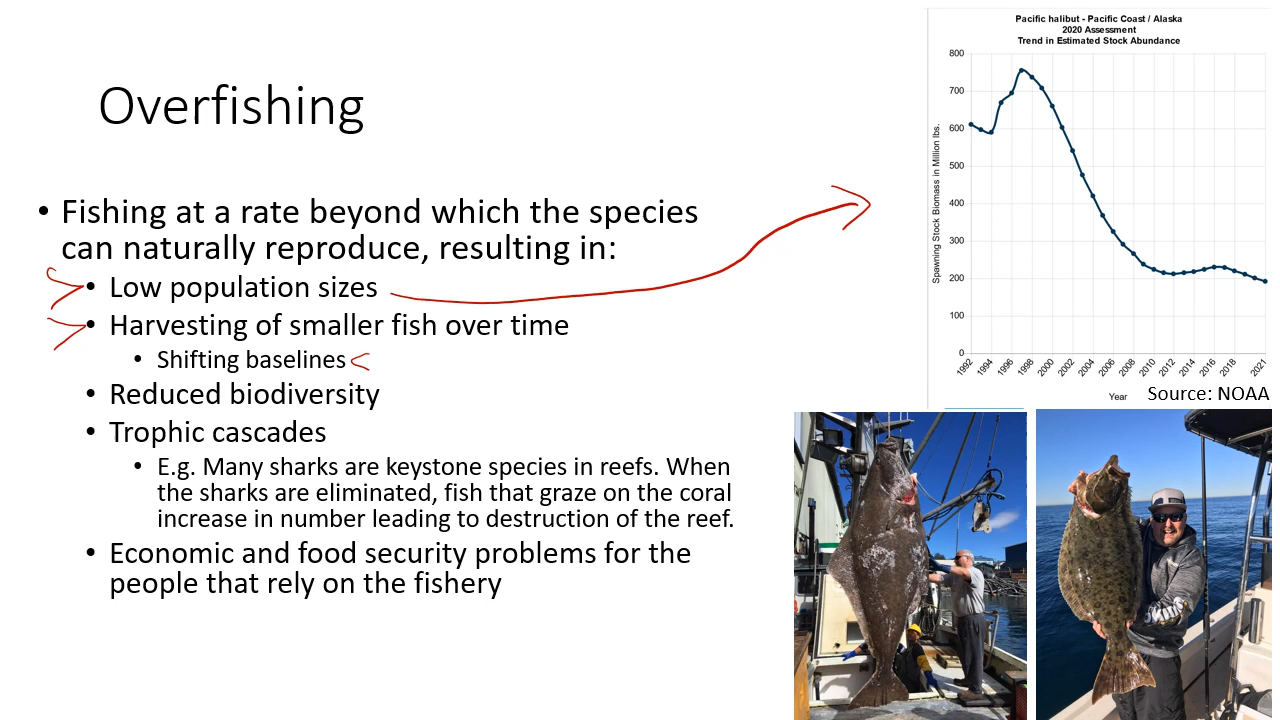 Overfishing
• Fishing at a rate beyond which the species
can naturally reproduce, resulting in:
• Low population sizes
• Harvesting of smaller fish over time
• Shifting baselines
• Reduced biodiversity
• Trophic cascades
• E.g. Many sharks are keystone species in reefs. When
the sharks are eliminated, fish that graze on the coral
increase in number leading to destruction of the reef.
• Economic and food security problems for the
people that rely on the fishery
Pacific halibut - Pacific Coast / Alaska
2020 Assessment
Trend in Estimated Stock Abundance
Spawning Stock Biomass in Million lbs.
800
700
600
500
400
300
200
100
0
1992
1994
1996
1998
2000
2002
2004
2006
2008
2010
2012
2014
2016
2018
2021
Year
Source: NOAA